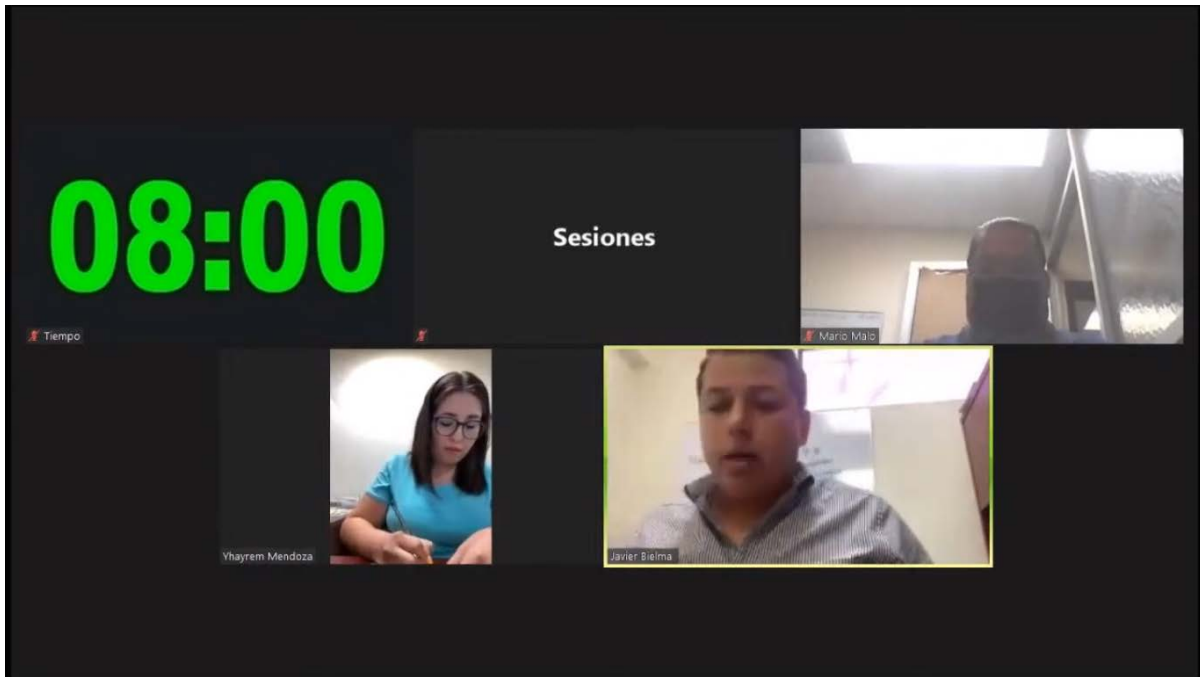 08:00
Tiempo
Sesiones
Mario Malo
Yhayrem Mendoza
Javier Bielma